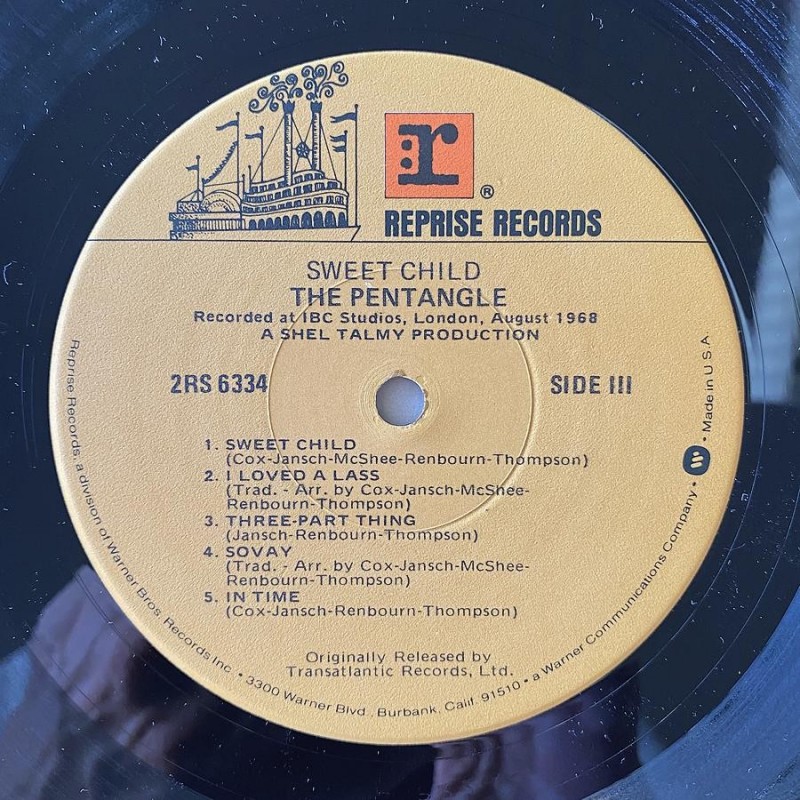 r
®
REPRISE RECORDS
SWEET CHILD
THE PENTANGLE
Recorded at IBC Studios, London, August 1968
A SHEL TALMY PRODUCTION
2RS 6334
SIDE III
1. SWEET CHILD
(Cox-Jansch-McShee-Renbourn-Thompson)
2. I LOVED A LASS
(Trad. - Arr. by Cox-Jansch-McShee-
Renbourn-Thompson)
3. THREE-PART THING
(Jansch-Renbourn-Thompson)
4. SOVAY
(Trad. - Arr. by Cox-Jansch-McShee-
Renbourn-Thompson)
5. IN TIME
(Cox-Jansch-Renbourn-Thompson)
Originally Released by
Transatlantic Records, Ltd.
Reprise Records, a division of Warner Bros. Records Inc • 3300 Warner Blvd., Burbank, Calif. 91510 • a Warner Communications Company • W • Made in U.S.A.